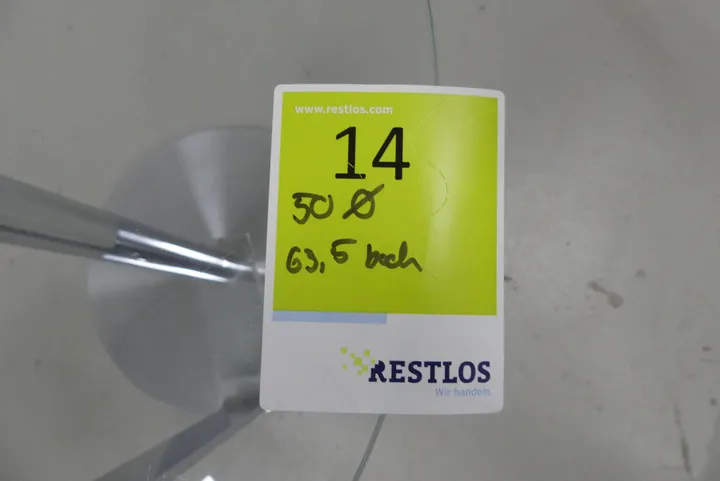 www.restlos.com
14
50 Ø
63,5 hoch
RESTLOS
Wir handeln.